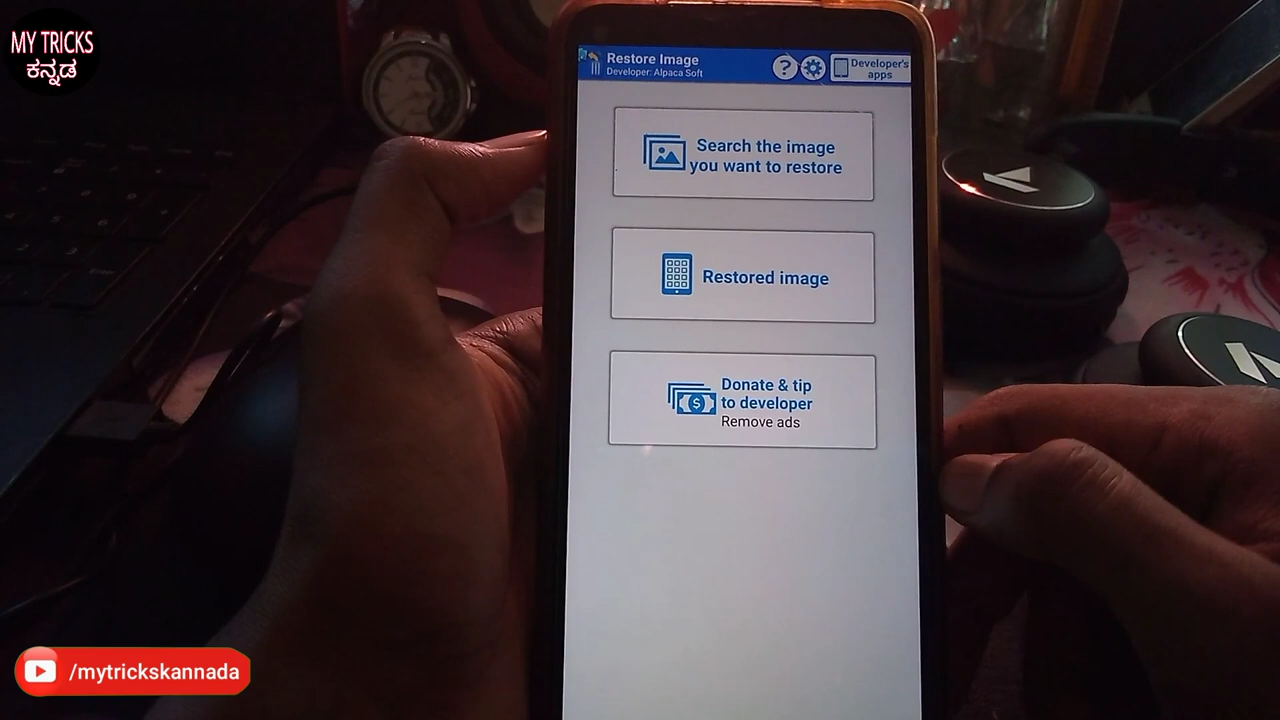 MY TRICKS
ಕನ್ನಡ
Restore Image
Developer: Alpaca Soft
?
Developer's
apps
Search the image
you want to restore
Restored image
Donate & tip
to developer
Remove ads
/mytrickskannada